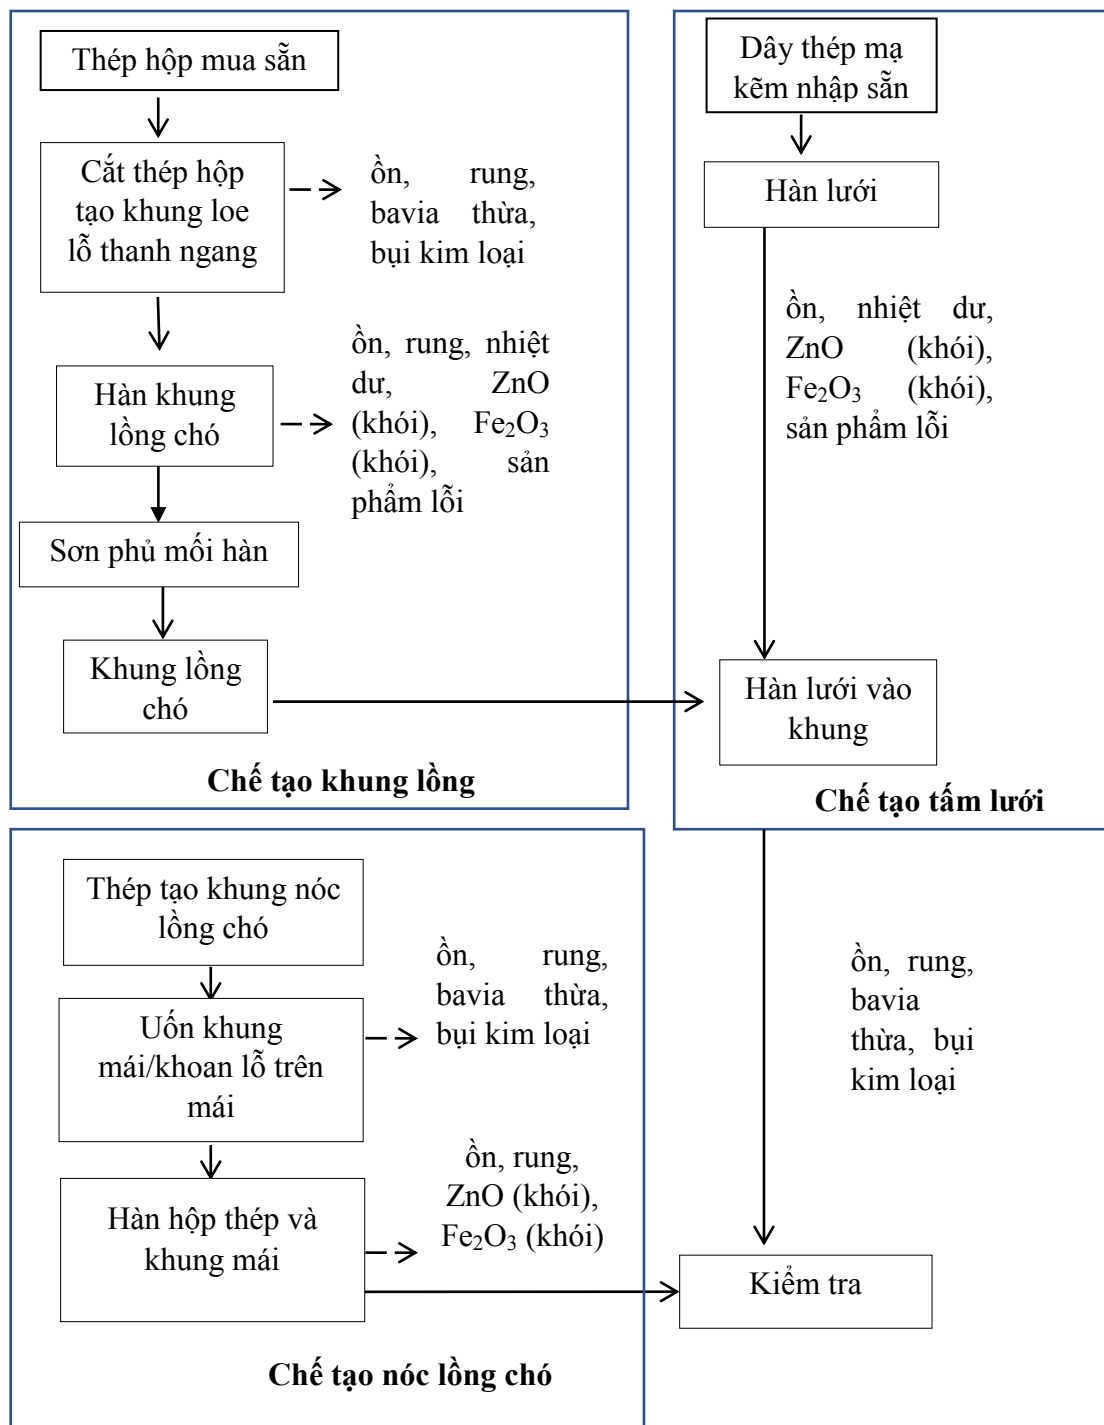 Thép hộp mua sẵn
Cắt thép hộp
tạo khung loe
lỗ thanh ngang
ồn, rung,
bavia thừa,
bụi kim loại
Hàn khung
lồng chó
ồn, rung, nhiệt
dư, ZnO
(khói), Fe₂O₃
(khói), sản
phẩm lỗi
Sơn phủ mối hàn
Khung lồng
chó
Chế tạo khung lồng
Dây thép mạ
kẽm nhập sẵn
Hàn lưới
ồn, nhiệt dư,
ZnO (khói),
Fe₂O₃ (khói),
sản phẩm lỗi
Hàn lưới vào
khung
Chế tạo tấm lưới
Thép tạo khung nóc
lồng chó
Uốn khung
mái/khoan lỗ trên
mái
ồn, rung,
bavia thừa,
bụi kim loại
Hàn hộp thép và
khung mái
ồn, rung,
ZnO (khói),
Fe₂O₃ (khói)
Chế tạo nóc lồng chó
ồn, rung,
bavia
thừa, bụi
kim loại
Kiểm tra